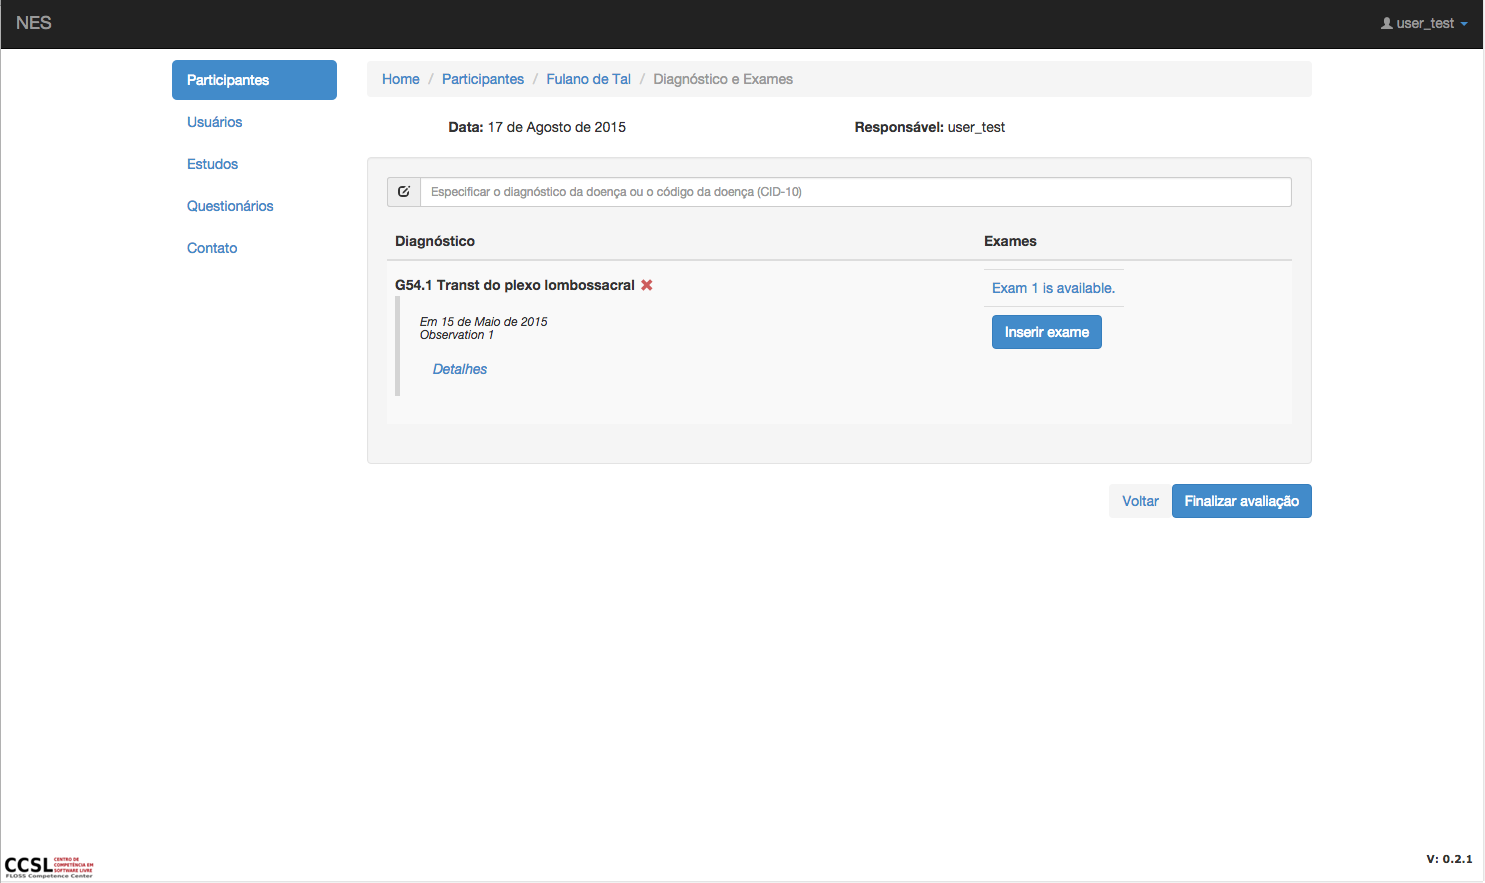 NES
user_test
Participantes
Usuários
Estudos
Questionários
Contato
Home / Participantes / Fulano de Tal / Diagnóstico e Exames
Data: 17 de Agosto de 2015
Responsável: user_test
Especificar o diagnóstico da doença ou o código da doença (CID-10)
Diagnóstico
Exames
G54.1 Transt do plexo lombossacral
Em 15 de Maio de 2015
Observation 1
Detalhes
Exam 1 is available.
Inserir exame
Voltar
Finalizar avaliação
CCSL
CENTRO DE
COMPETÊNCIA EM
SOFTWARE LIVRE
FLOSS Competence Center
V: 0.2.1